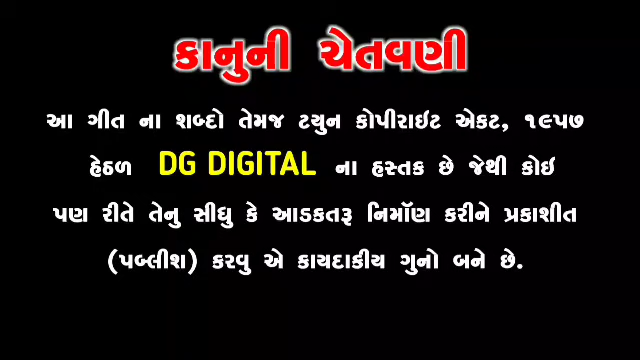 કાનુની ચેતવણી
આ ગીત ના શબ્દો તેમજ ટયુન કોપીરાઇટ એકટ, ૧૯૫૭
હેઠળ DG DIGITAL ના હસ્તક છે જેથી કોઇ
પણ રીતે તેનુ સીધુ કે આડકતરૂ નિર્માણ કરીને પ્રકાશીત
(પબ્લીશ) કરવુ એ કાયદાકીય ગુનો બને છે.